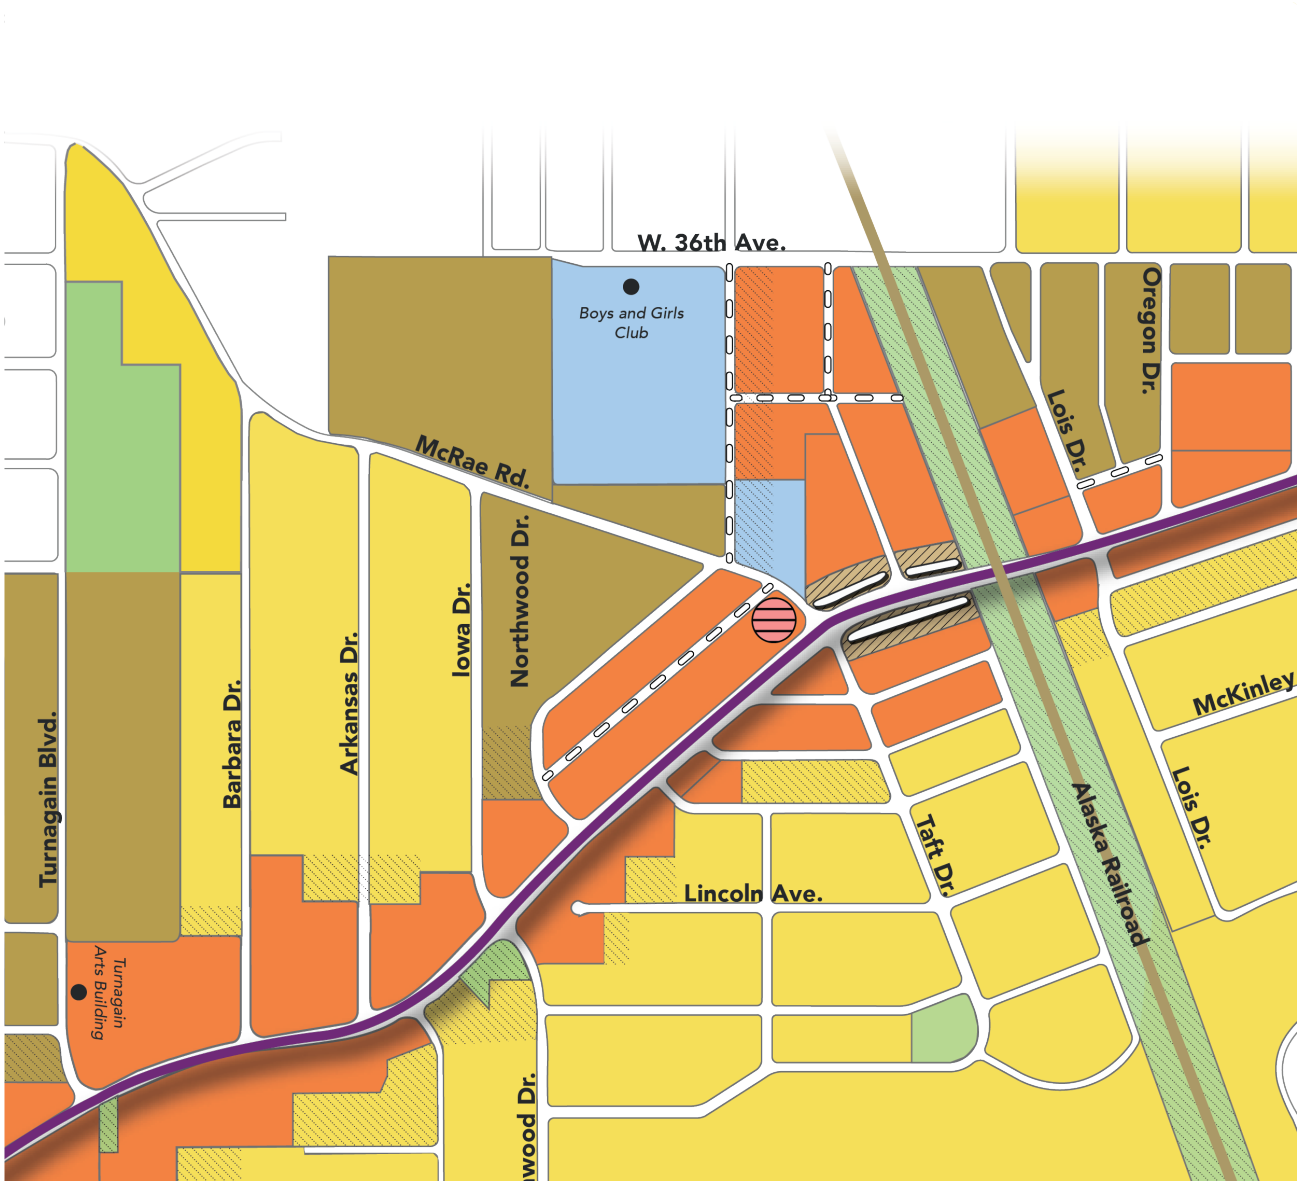 W. 36th Ave.
Boys and Girls
Club
Oregon Dr.
Lois Dr.
McRae Rd.
Northwood Dr.
Iowa Dr.
Arkansas Dr.
Barbara Dr.
Turnagain Blvd.
McKinley
Lois Dr.
Alaska Railroad
Taft Dr.
Lincoln Ave.
Turnagain
Arts Building
wood Dr.